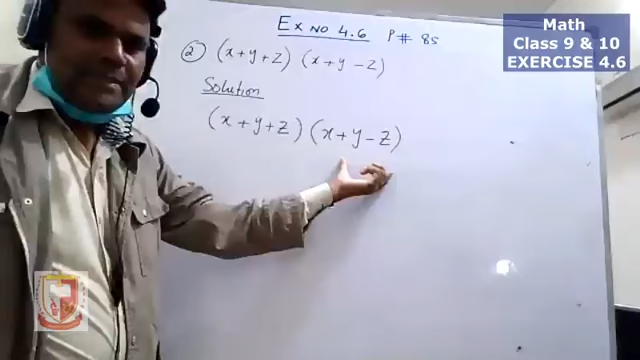 Math
Class 9 & 10
EXERCISE 4.6
EX NO 4.6 P# 85
② (x+y+z) (x+y-z)
Solution
(x+y+z) (x+y-z)